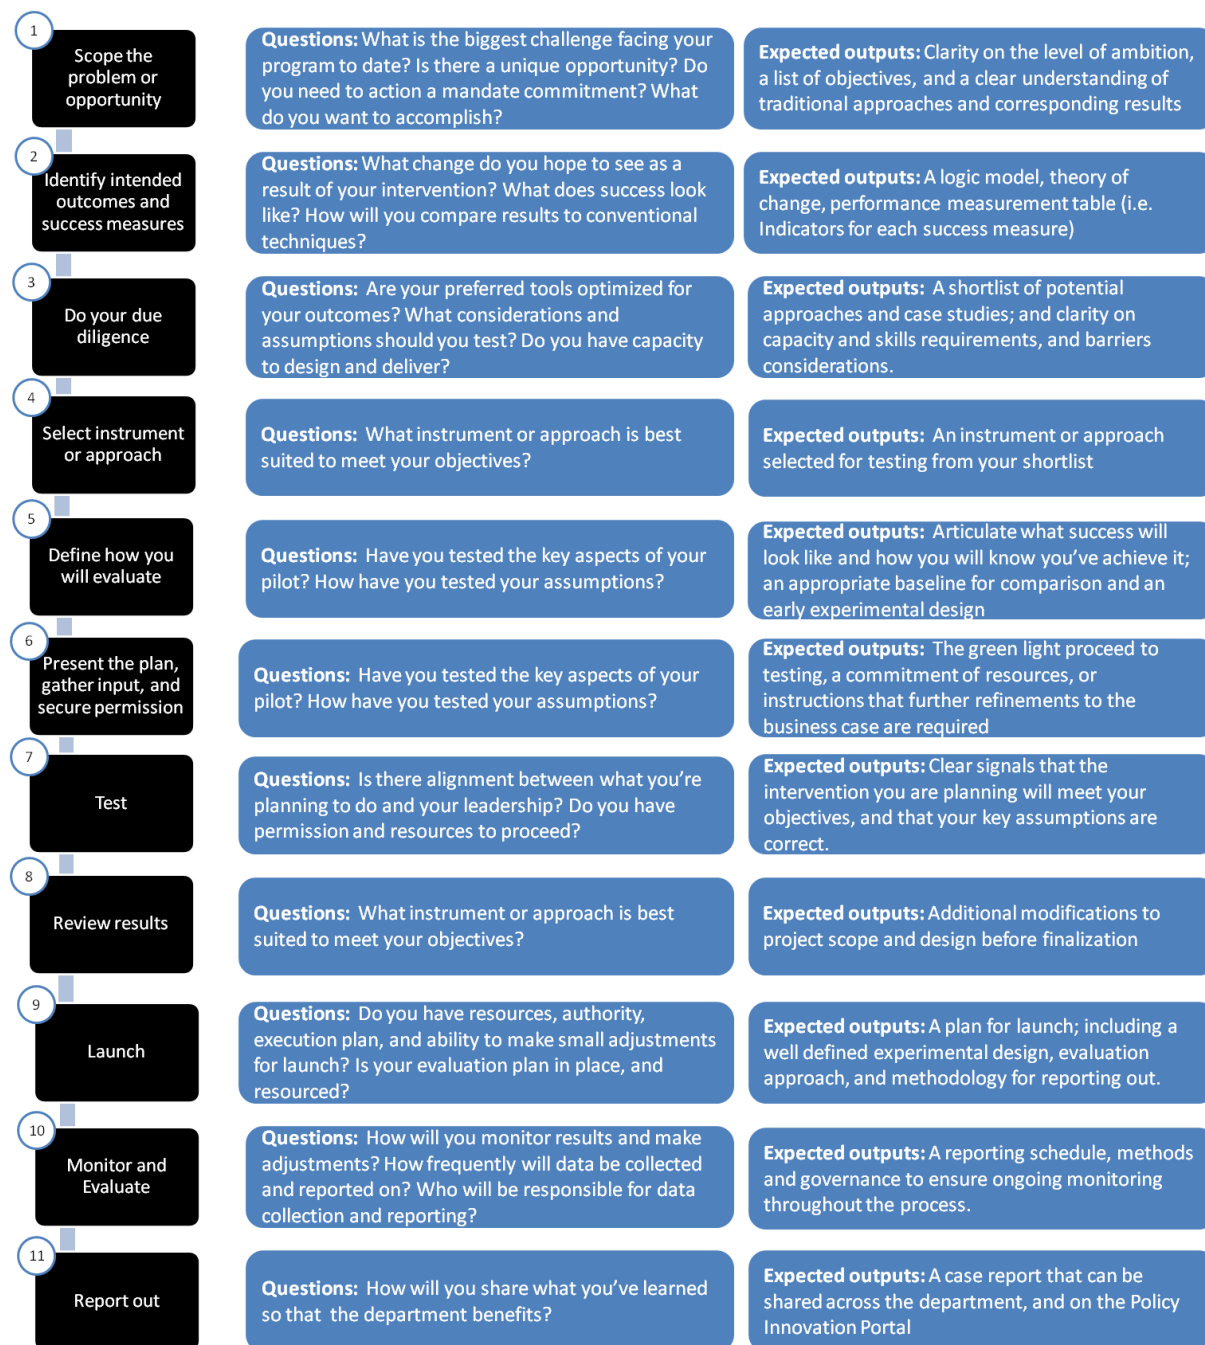 1
Scope the
problem or
opportunity
Questions: What is the biggest challenge facing your
program to date? Is there a unique opportunity? Do
you need to action a mandate commitment? What
do you want to accomplish?
Expected outputs: Clarity on the level of ambition,
a list of objectives, and a clear understanding of
traditional approaches and corresponding results
2
Identify intended
outcomes and
success measures
Questions: What change do you hope to see as a
result of your intervention? What does success look
like? How will you compare results to conventional
techniques?
Expected outputs: A logic model, theory of
change, performance measurement table (i.e.
Indicators for each success measure)
3
Do your due
diligence
Questions: Are your preferred tools optimized for
your outcomes? What considerations and
assumptions should you test? Do you have capacity
to design and deliver?
Expected outputs: A shortlist of potential
approaches and case studies; and clarity on
capacity and skills requirements, and barriers
considerations.
4
Select instrument
or approach
Questions: What instrument or approach is best
suited to meet your objectives?
Expected outputs: An instrument or approach
selected for testing from your shortlist
5
Define how you
will evaluate
Questions: Have you tested the key aspects of your
pilot? How have you tested your assumptions?
Expected outputs: Articulate what success will
look like and how you will know you've achieve it;
an appropriate baseline for comparison and an
early experimental design
6
Present the plan,
gather input, and
secure permission
Questions: Have you tested the key aspects of your
pilot? How have you tested your assumptions?
Expected outputs: The green light proceed to
testing, a commitment of resources, or
instructions that further refinements to the
business case are required
7
Test
Questions: Is there alignment between what you're
planning to do and your leadership? Do you have
permission and resources to proceed?
Expected outputs: Clear signals that the
intervention you are planning will meet your
objectives, and that your key assumptions are
correct.
8
Review results
Questions: What instrument or approach is best
suited to meet your objectives?
Expected outputs: Additional modifications to
project scope and design before finalization
9
Launch
Questions: Do you have resources, authority,
execution plan, and ability to make small adjustments
for launch? Is your evaluation plan in place, and
resourced?
Expected outputs: A plan for launch; including a
well defined experimental design, evaluation
approach, and methodology for reporting out.
10
Monitor and
Evaluate
Questions: How will you monitor results and make
adjustments? How frequently will data be collected
and reported on? Who will be responsible for data
collection and reporting?
Expected outputs: A reporting schedule, methods
and governance to ensure ongoing monitoring
throughout the process.
11
Report out
Questions: How will you share what you've learned
so that the department benefits?
Expected outputs: A case report that can be
shared across the department, and on the Policy
Innovation Portal